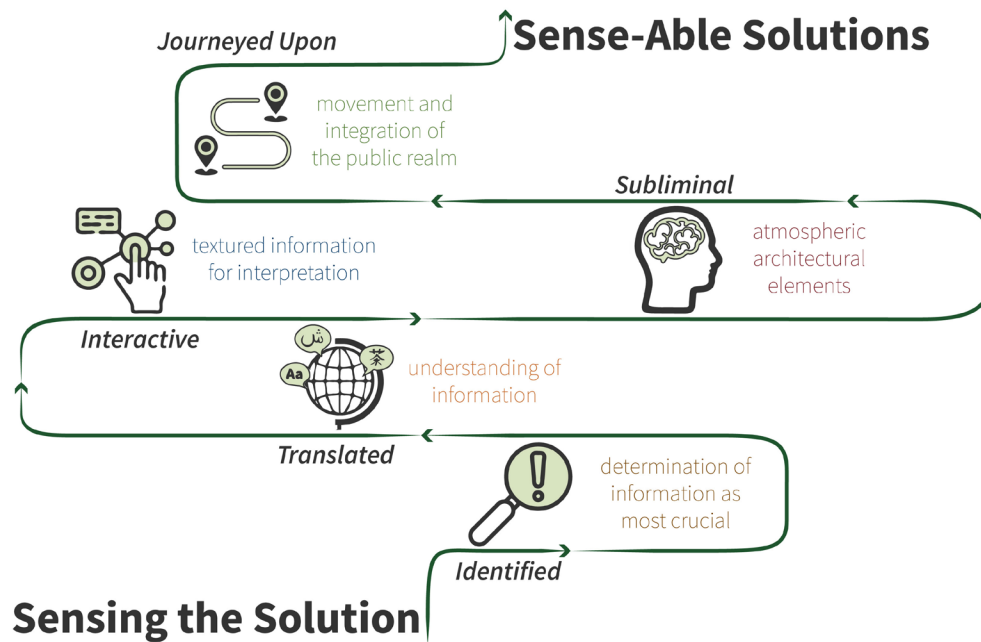 Journeyed Upon
Sense-Able Solutions
movement and
integration of
the public realm
Subliminal
textured information
for interpretation
atmospheric
architectural
elements
Interactive
ش
Aa
茶
understanding of
information
Translated
!
determination of
information as
most crucial
Identified
Sensing the Solution